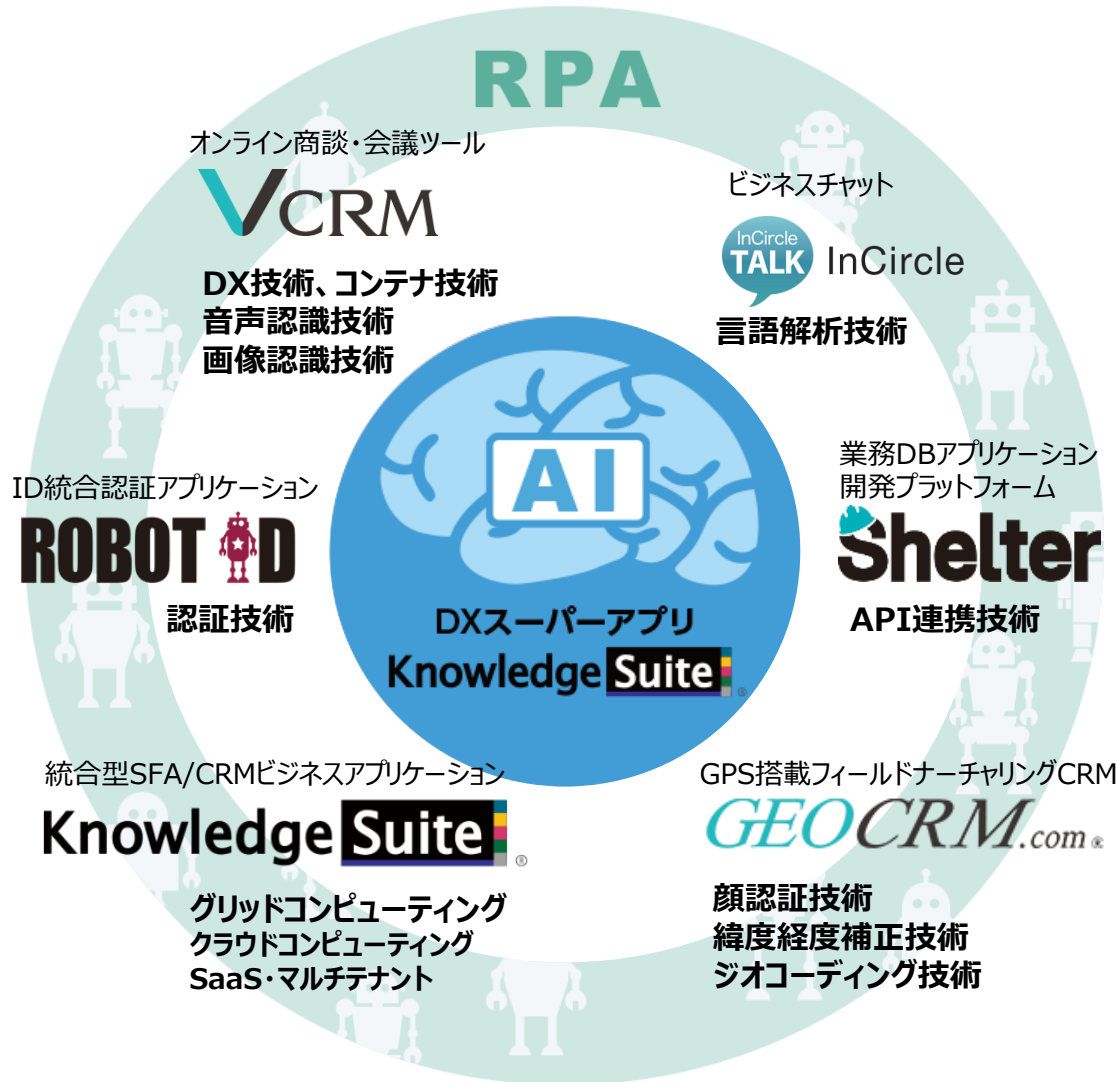 RPA
オンライン商談・会議ツール
VCRM
DX技術、コンテナ技術
音声認識技術
画像認識技術
ビジネスチャット
InCircle
TALK
InCircle
言語解析技術
ID統合認証アプリケーション
ROBOT ID
認証技術
AI
DXスーパーアプリ
Knowledge Suite
業務DBアプリケーション
開発プラットフォーム
Shelter
API連携技術
統合型SFA/CRMビジネスアプリケーション
Knowledge Suite ®
グリッドコンピューティング
クラウドコンピューティング
SaaS・マルチテナント
GPS搭載フィールドナーチャリングCRM
GEOCRM.com ®
顔認証技術
緯度経度補正技術
ジオコーディング技術